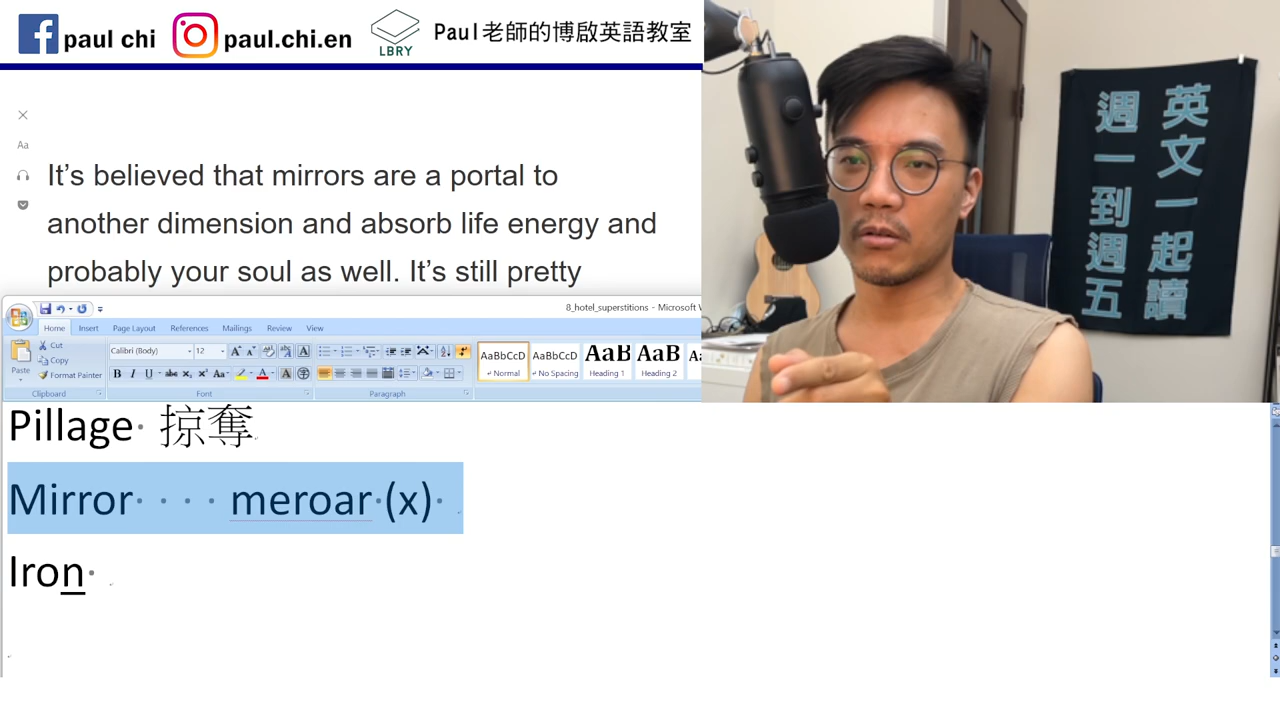 paul chi paul.chi.en LBRY Paul老師的博啟英語教室
Aa
It’s believed that mirrors are a portal to
another dimension and absorb life energy and
probably your soul as well. It’s still pretty
8_hotel_superstitions - Microsoft W
Home Insert Page Layout References Mailings Review View
Paste Cut Copy Format Painter
Calibri (Body) 12
AaBbCcD AaBbCcD AaBb AaBb
Normal No Spacing Heading 1 Heading 2
Clipboard Font Paragraph
Pillage 掠奪
Mirror meroar (x)
Iron
英文一起讀
週一到週五